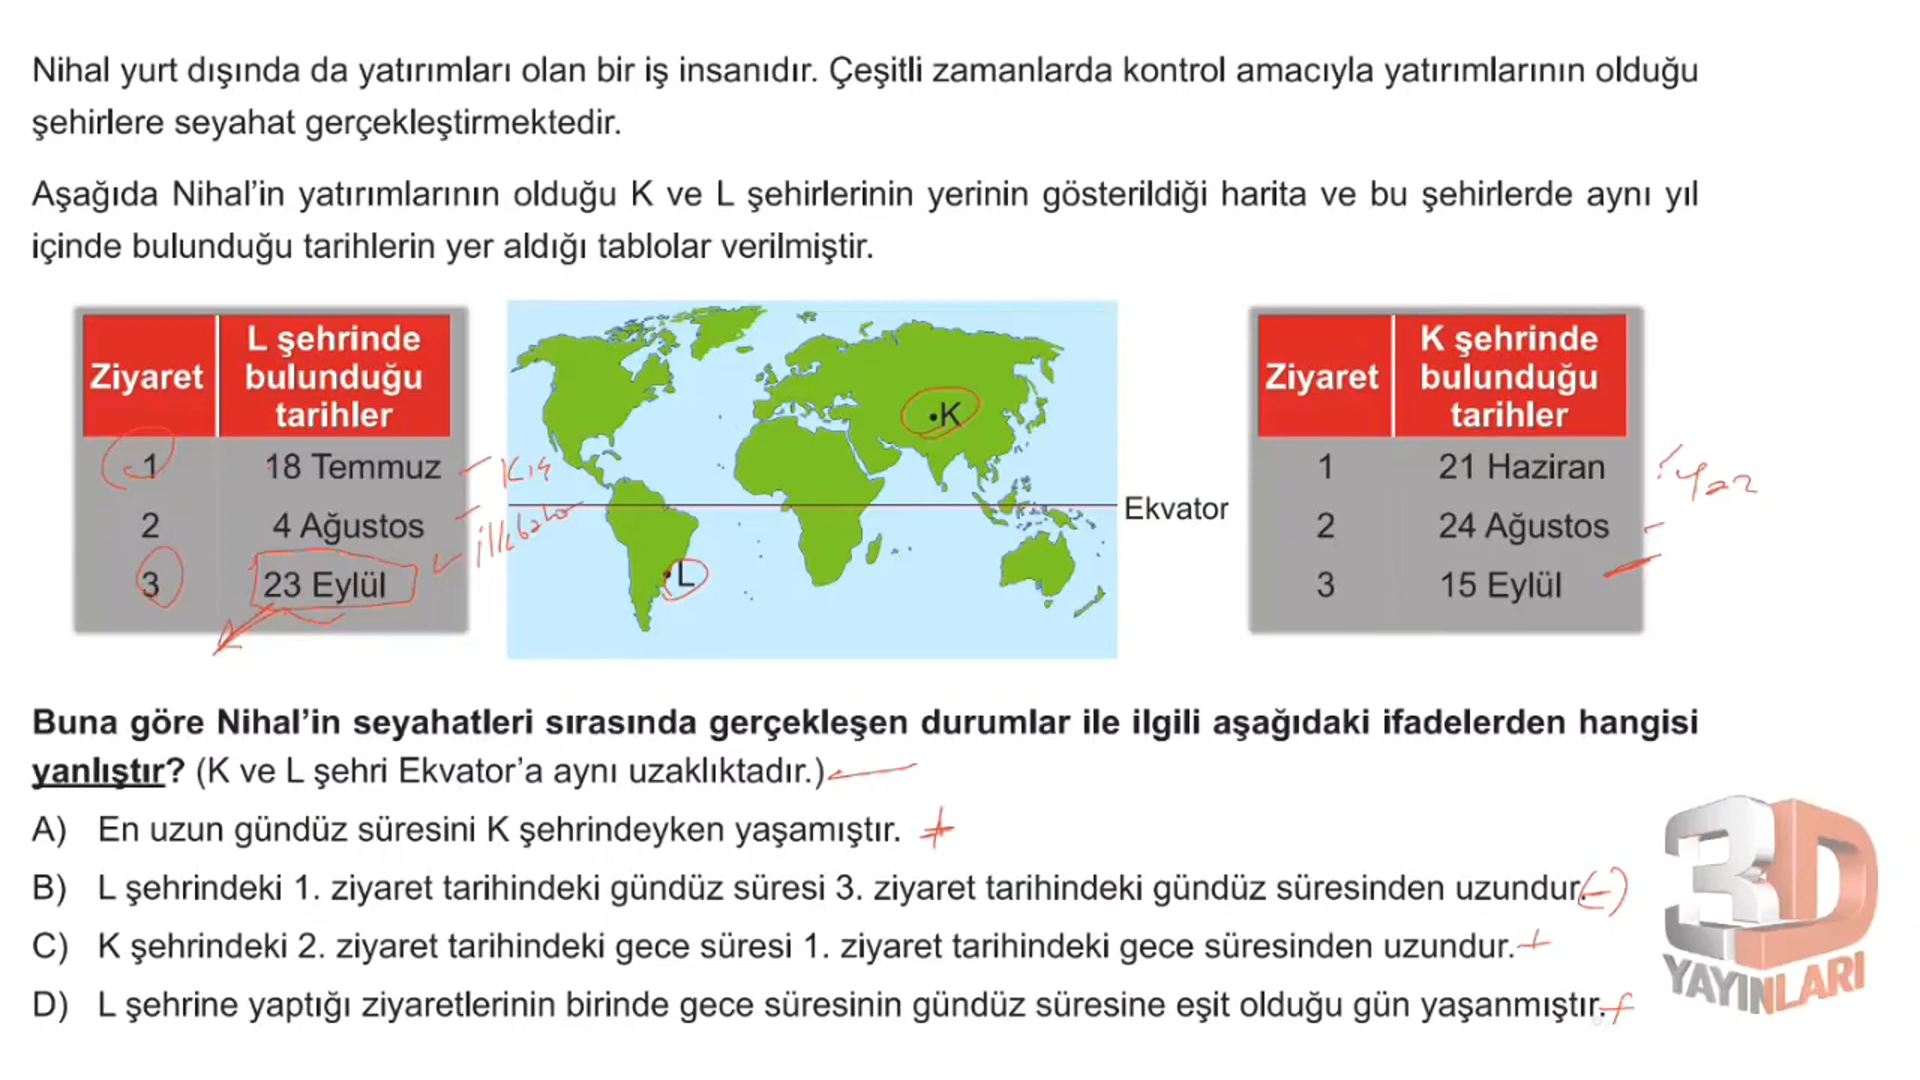 Nihal yurt dışında da yatırımları olan bir iş insanıdır. Çeşitli zamanlarda kontrol amacıyla yatırımlarının olduğu
şehirlere seyahat gerçekleştirmektedir.
Aşağıda Nihal'in yatırımlarının olduğu K ve L şehirlerinin yerinin gösterildiği harita ve bu şehirlerde aynı yıl
içinde bulunduğu tarihlerin yer aldığı tablolar verilmiştir.
Ziyaret
L şehrinde
bulunduğu
tarihler
1 18 Temmuz
2 4 Ağustos
3 23 Eylül
Kış
ilkbahar
K
L
Ekvator
Ziyaret
K şehrinde
bulunduğu
tarihler
1 21 Haziran
2 24 Ağustos
3 15 Eylül
Yaz
Buna göre Nihal'in seyahatleri sırasında gerçekleşen durumlar ile ilgili aşağıdaki ifadelerden hangisi
yanlıştır? (K ve L şehri Ekvator'a aynı uzaklıktadır.)
A) En uzun gündüz süresini K şehrindeyken yaşamıştır. +
B) L şehrindeki 1. ziyaret tarihindeki gündüz süresi 3. ziyaret tarihindeki gündüz süresinden uzundur. (-)
C) K şehrindeki 2. ziyaret tarihindeki gece süresi 1. ziyaret tarihindeki gece süresinden uzundur. +
D) L şehrine yaptığı ziyaretlerinin birinde gece süresinin gündüz süresine eşit olduğu gün yaşanmıştır. +
3D
YAYINLARI